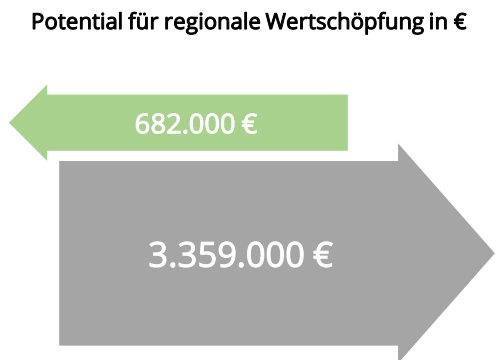 Potential für regionale Wertschöpfung in €
682.000 €
3.359.000 €